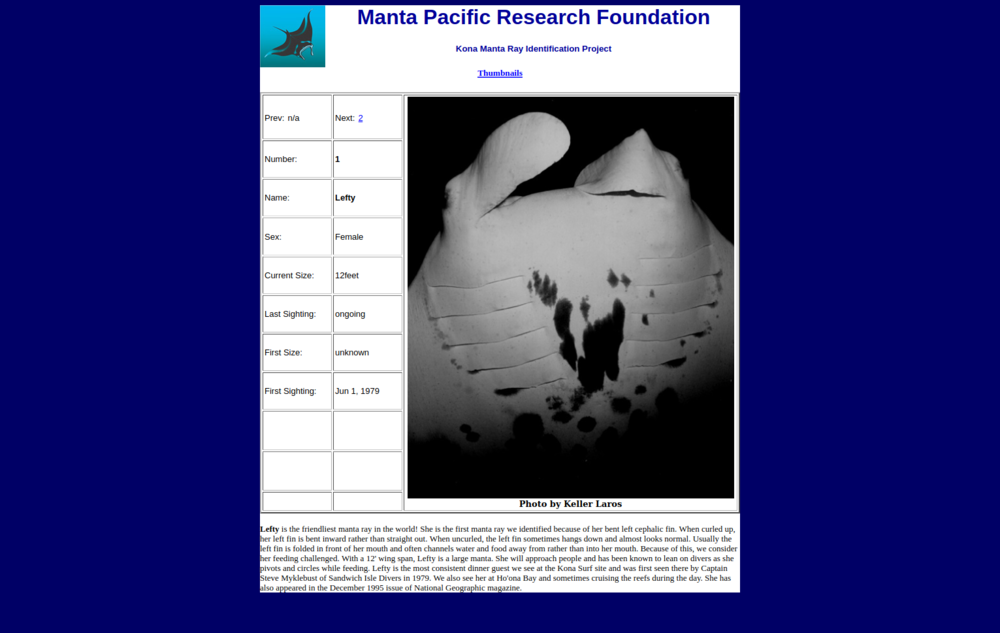 Manta Pacific Research Foundation
Kona Manta Ray Identification Project
Thumbnails
Prev: n/a Next: 2
Number: 1
Name: Lefty
Sex: Female
Current Size: 12feet
Last Sighting: ongoing
First Size: unknown
First Sighting: Jun 1, 1979
Photo by Keller Laros
Lefty is the friendliest manta ray in the world! She is the first manta ray we identified because of her bent left cephalic fin. When curled up,
her left fin is bent inward rather than straight out. When uncurled, the left fin sometimes hangs down and almost looks normal. Usually the
left fin is folded in front of her mouth and often channels water and food away from rather than into her mouth. Because of this, we consider
her feeding challenged. With a 12' wing span, Lefty is a large manta. She will approach people and has been known to lean on divers as she
pivots and circles while feeding. Lefty is the most consistent dinner guest we see at the Kona Surf site and was first seen there by Captain
Steve Myklebust of Sandwich Isle Divers in 1979. We also see her at Ho'ona Bay and sometimes cruising the reefs during the day. She has
also appeared in the December 1995 issue of National Geographic magazine.